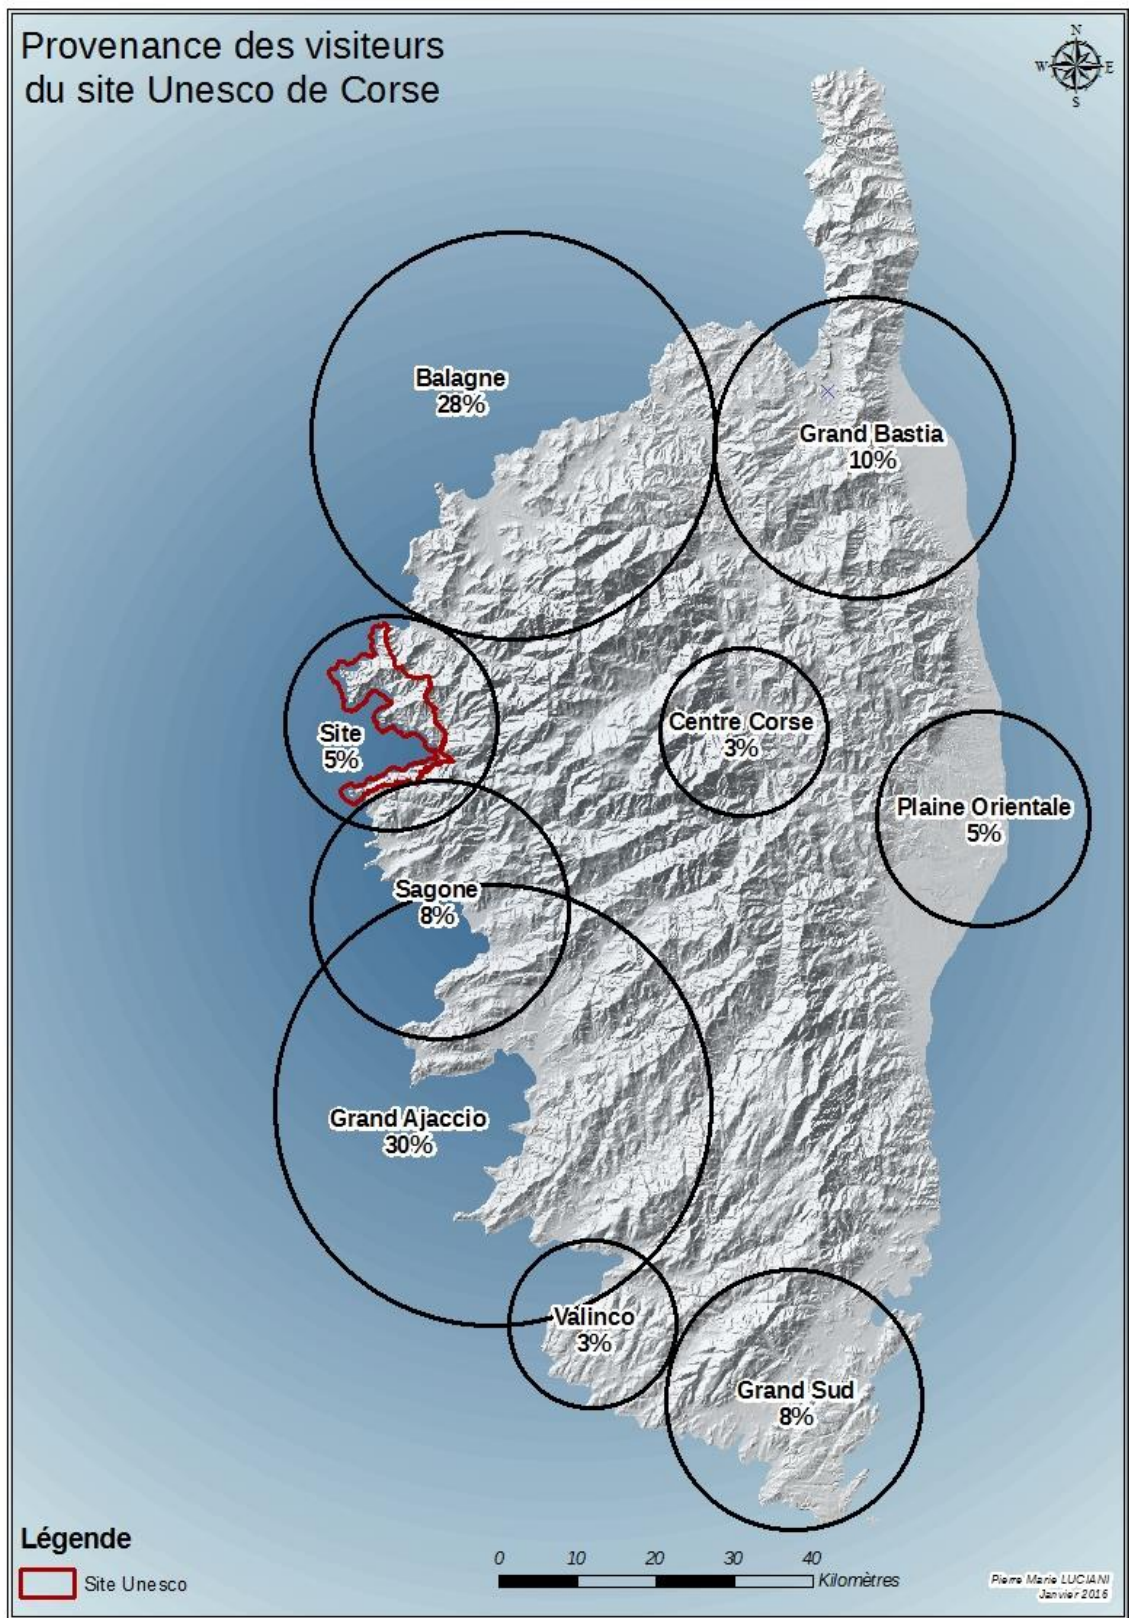 Provenance des visiteurs
du site Unesco de Corse
N
W E
S
Balagne
28%
Grand Bastia
10%
Site
5%
Centre Corse
3%
Plaine Orientale
5%
Sagone
8%
Grand Ajaccio
30%
Valinco
3%
Grand Sud
8%
Légende
Site Unesco
0 10 20 30 40
Kilomètres
Pierre Marie LUCIANI
Janvier 2016